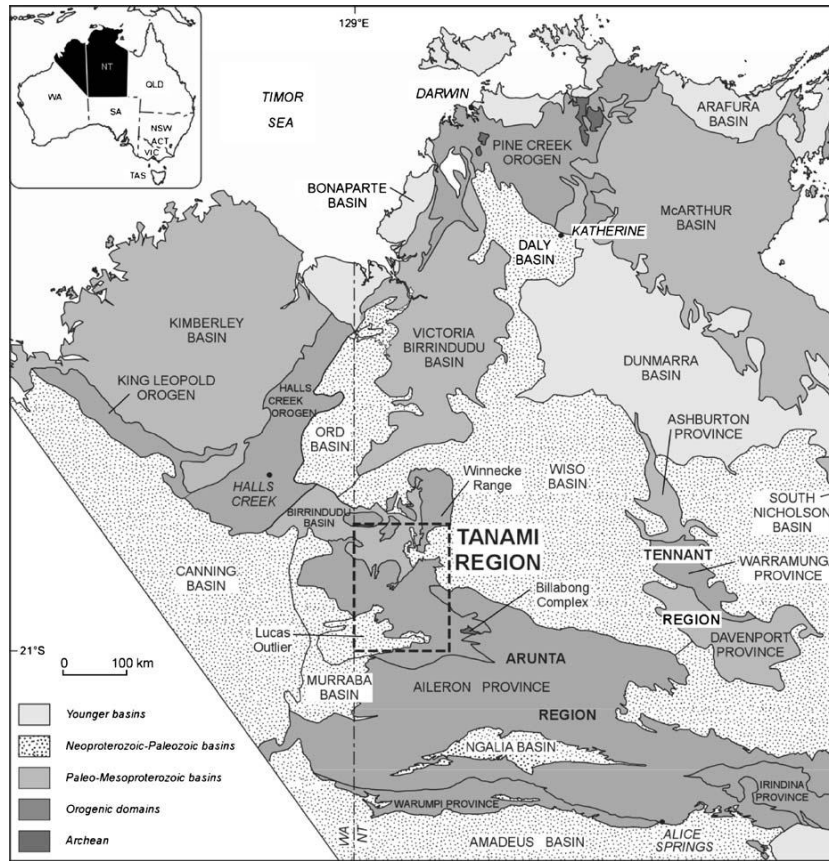 129°E
NT
WA
QLD
SA
NSW
ACT
VIC
TAS
TIMOR
SEA
DARWIN
ARAFURA
BASIN
PINE CREEK
OROGEN
BONAPARTE
BASIN
McARTHUR
BASIN
KATHERINE
DALY
BASIN
KIMBERLEY
BASIN
VICTORIA
BIRRINDUDU
BASIN
DUNMARRA
BASIN
KING LEOPOLD
OROGEN
HALLS
CREEK
OROGEN
ASHBURTON
PROVINCE
ORD
BASIN
Winnecke
Range
WISO
BASIN
HALLS
CREEK
SOUTH
NICHOLSON
BASIN
BIRRINDUDU
BASIN
TANAMI
REGION
TENNANT
CANNING
BASIN
WARRAMUNGA
PROVINCE
Billabong
Complex
REGION
Lucas
Outlier
DAVENPORT
PROVINCE
21°S
0 100 km
ARUNTA
MURRABA
BASIN
AILERON PROVINCE
REGION
Younger basins
Neoproterozoic-Paleozoic basins
NGALIA BASIN
Paleo-Mesoproterozoic basins
IRINDINA
PROVINCE
Orogenic domains
WARUMPI PROVINCE
WA
NT
ALICE
SPRINGS
Archean
AMADEUS BASIN